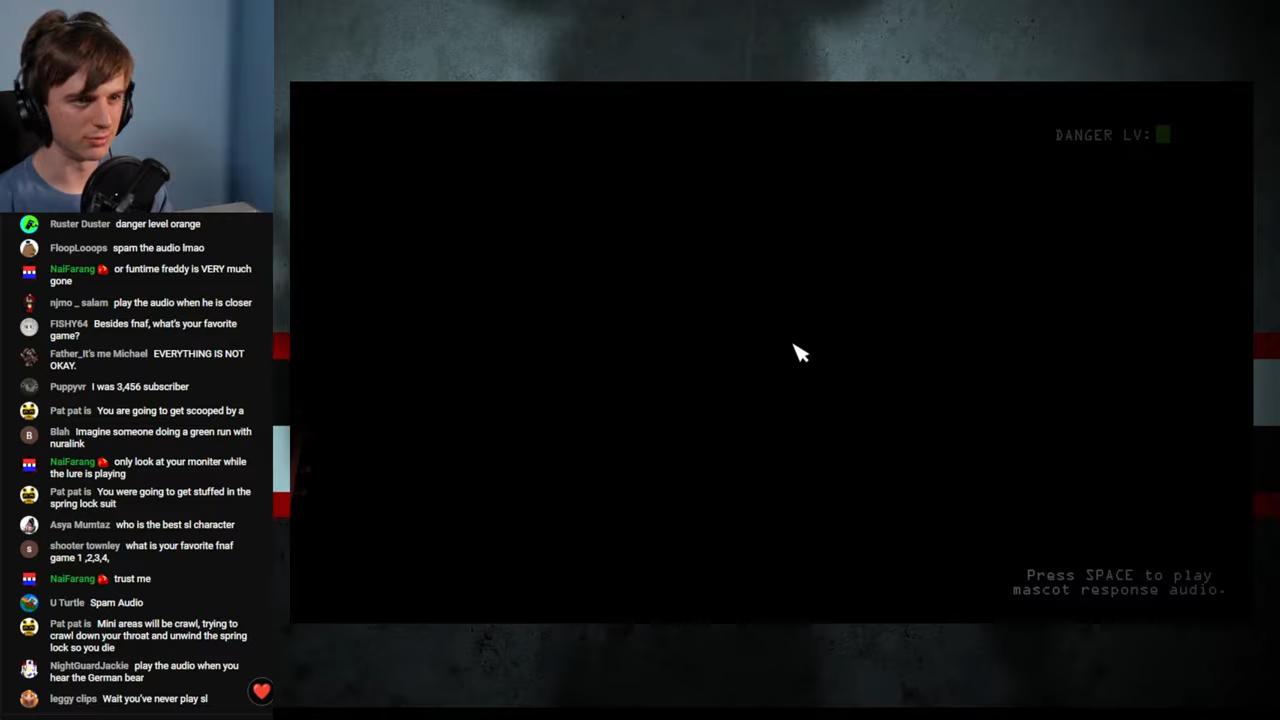 DANGER LV:
Ruster Duster danger level orange
FloopLooops spam the audio lmao
NaiFarang or funtime freddy is VERY much
gone
njmo _ salam play the audio when he is closer
FISHY64 Besides fnaf, what's your favorite
game?
Father_It's me Michael EVERYTHING IS NOT
OKAY.
Puppyvr I was 3,456 subscriber
Pat pat is You are going to get scooped by a
B Blah Imagine someone doing a green run with
nuralink
NaiFarang only look at your moniter while
the lure is playing
Pat pat is You were going to get stuffed in the
spring lock suit
Asya Mumtaz who is the best sl character
s shooter townley what is your favorite fnaf
game 1 ,2,3,4,
NaiFarang trust me
U Turtle Spam Audio
Pat pat is Mini areas will be crawl, trying to
crawl down your throat and unwind the spring
lock so you die
NightGuardJackie play the audio when you
hear the German bear
leggy clips Wait you've never play sl
Press SPACE to play
mascot response audio.